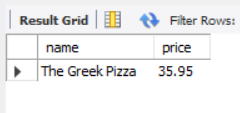 Result Grid Filter Rows:
name price
The Greek Pizza 35.95